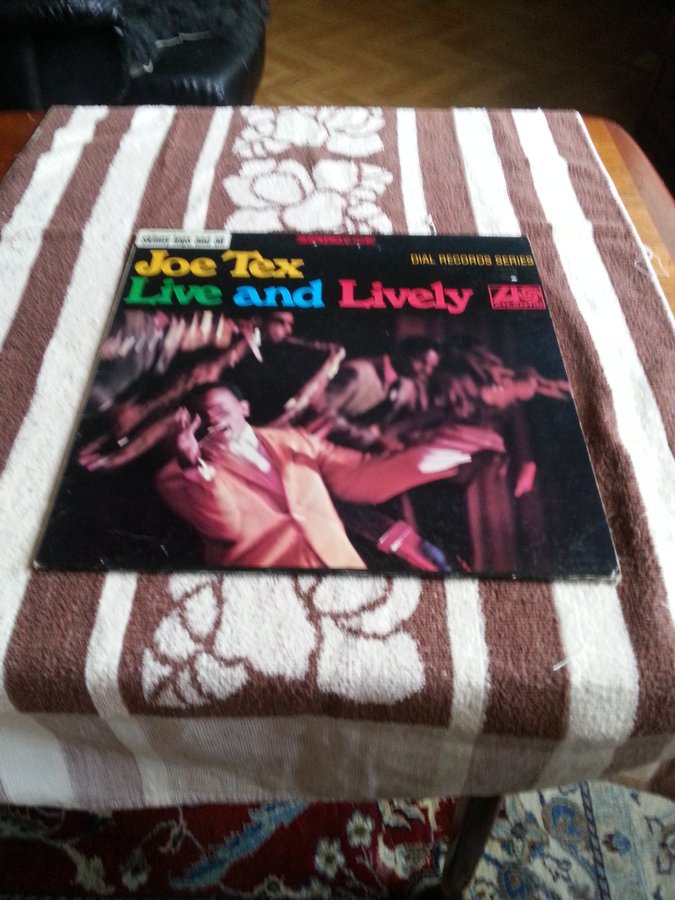 Joe Tex
DIAL RECORDS SERIES
Live and Lively